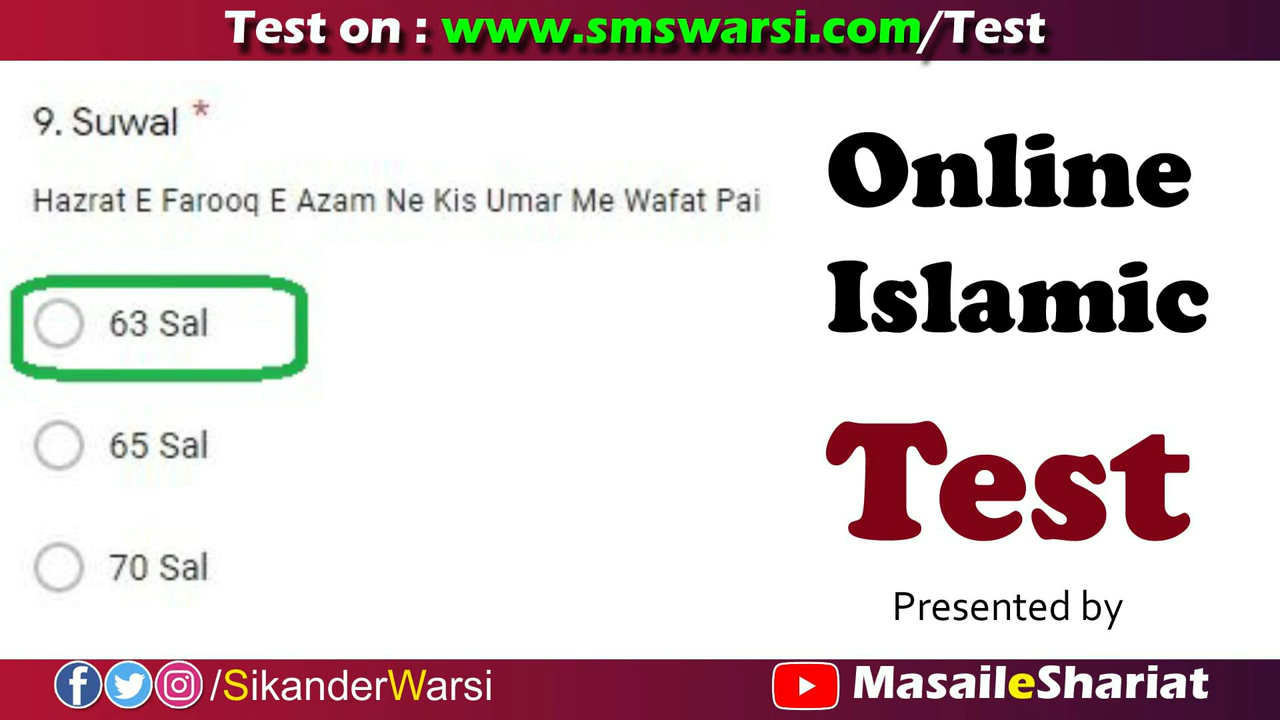 Test on : www.smswarsi.com/Test
9. Suwal *
Hazrat E Farooq E Azam Ne Kis Umar Me Wafat Pai
63 Sal
65 Sal
70 Sal
Online
Islamic
Test
Presented by
/SikanderWarsi
MasaileShariat